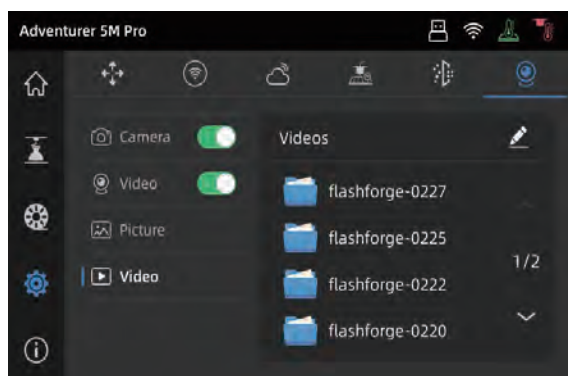 Adventurer 5M Pro
Camera
Video
Picture
Video
Videos
flashforge-0227
flashforge-0225
flashforge-0222
flashforge-0220
1/2